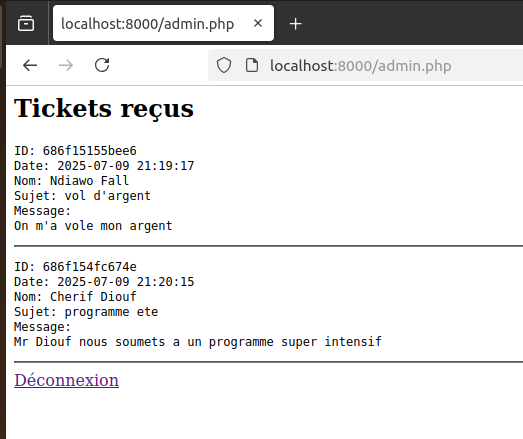 localhost:8000/admin.php
localhost:8000/admin.php
Tickets reçus
ID: 686f15155bee6
Date: 2025-07-09 21:19:17
Nom: Ndiawo Fall
Sujet: vol d'argent
Message:
On m'a vole mon argent
ID: 686f154fc674e
Date: 2025-07-09 21:20:15
Nom: Cherif Diouf
Sujet: programme ete
Message:
Mr Diouf nous soumets a un programme super intensif
Déconnexion